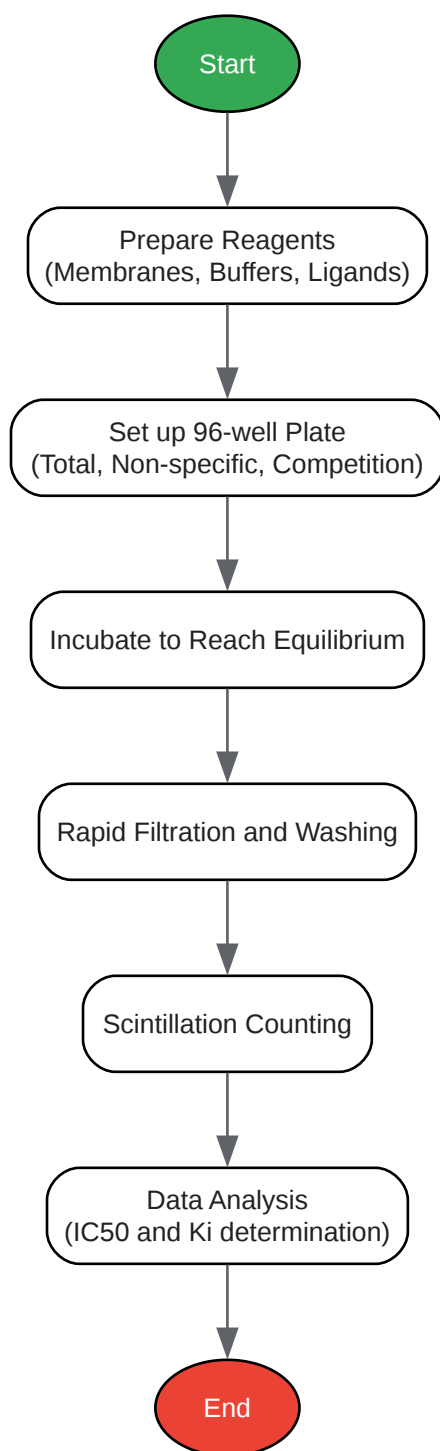 Start
Prepare Reagents
(Membranes, Buffers, Ligands)
Set up 96-well Plate
(Total, Non-specific, Competition)
Incubate to Reach Equilibrium
Rapid Filtration and Washing
Scintillation Counting
Data Analysis
(IC50 and Ki determination)
End